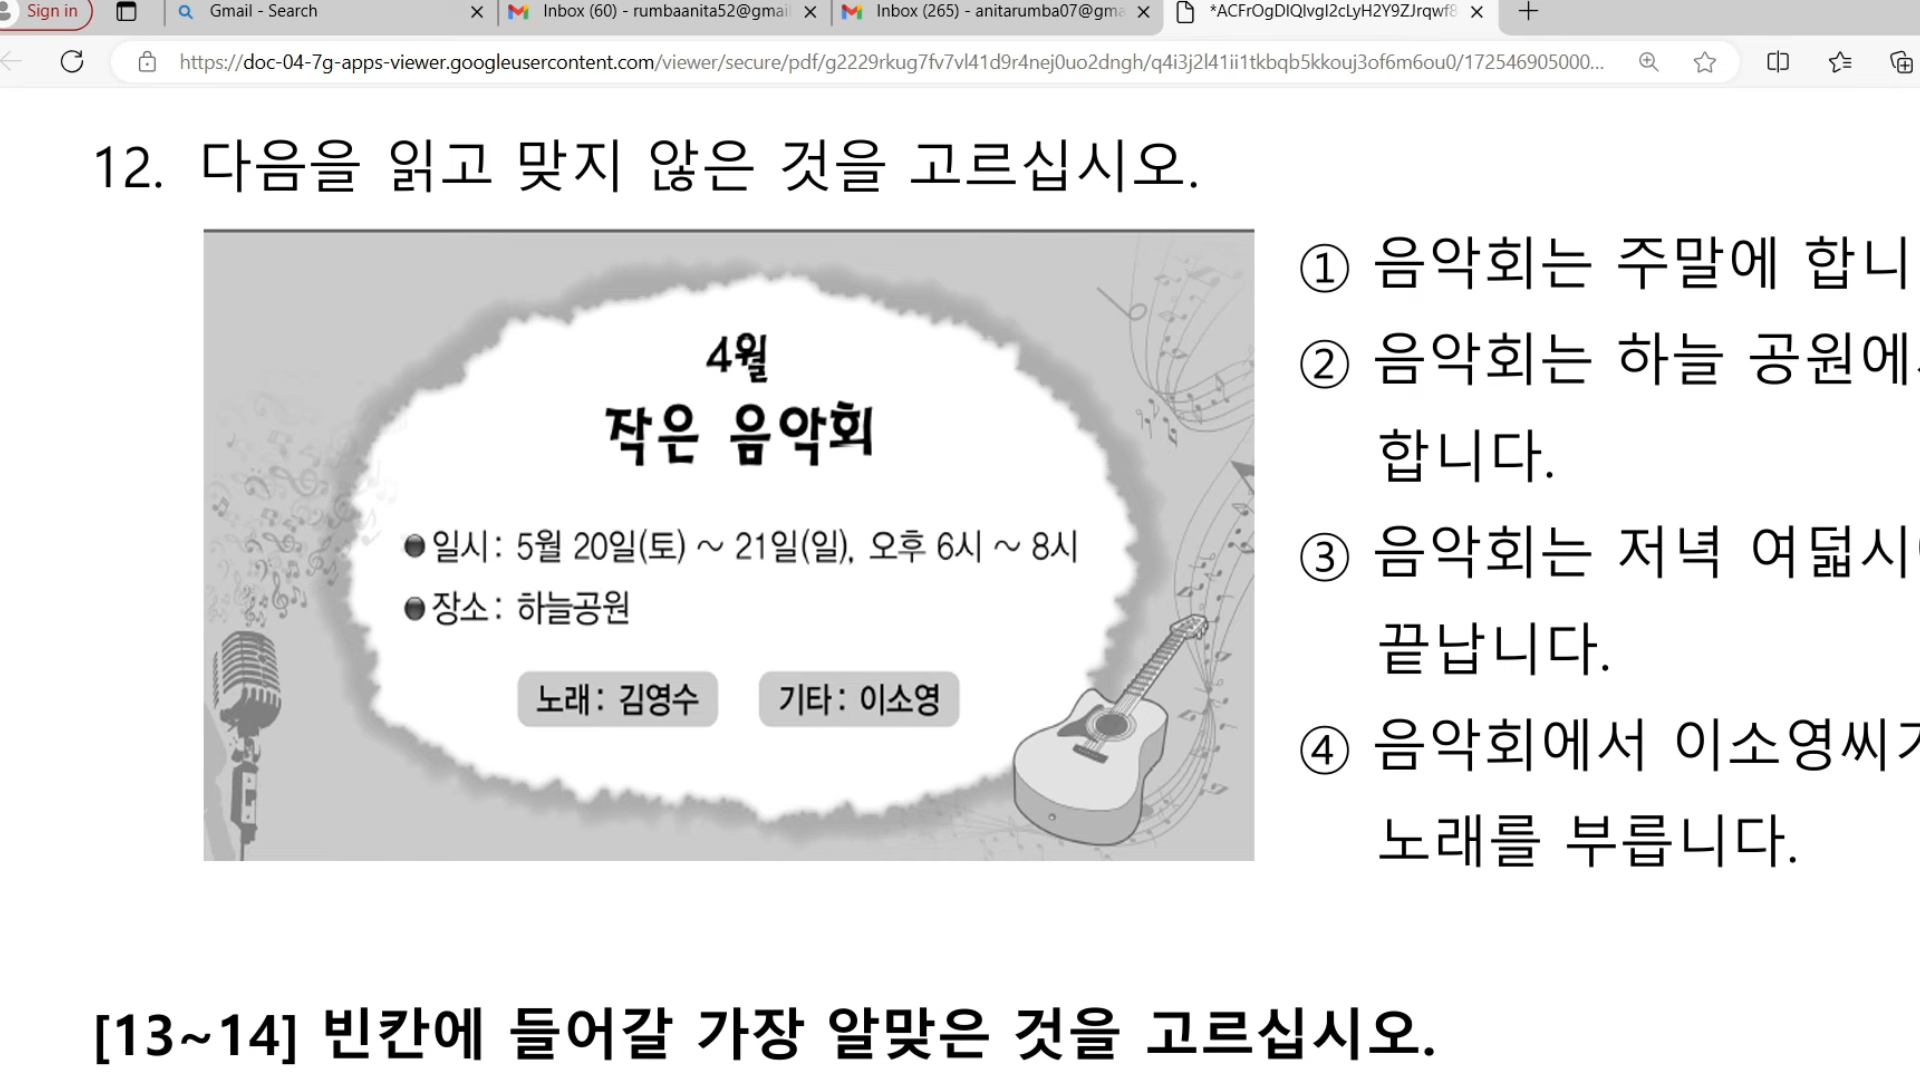 Sign in
Gmail - Search
Inbox (60) - rumbaanita52@gmai
Inbox (265) - anitarumba07@gma
*ACFrOgDIQlvgI2cLyH2Y9ZJrqwf8
https://doc-04-7g-apps-viewer.googleusercontent.com/viewer/secure/pdf/g2229rkug7fv7vl41d9r4nej0uo2dngh/q4i3j2l41ii1tkbqb5kkouj3of6m6ou0/172546905000...
12. 다음을 읽고 맞지 않은 것을 고르십시오.
4월
작은 음악회
일시: 5월 20일(토) ~ 21일(일), 오후 6시 ~ 8시
장소: 하늘공원
노래: 김영수
기타: 이소영
① 음악회는 주말에 합니
② 음악회는 하늘 공원에
합니다.
③ 음악회는 저녁 여덟시
끝납니다.
④ 음악회에서 이소영씨가
노래를 부릅니다.
[13~14] 빈칸에 들어갈 가장 알맞은 것을 고르십시오.